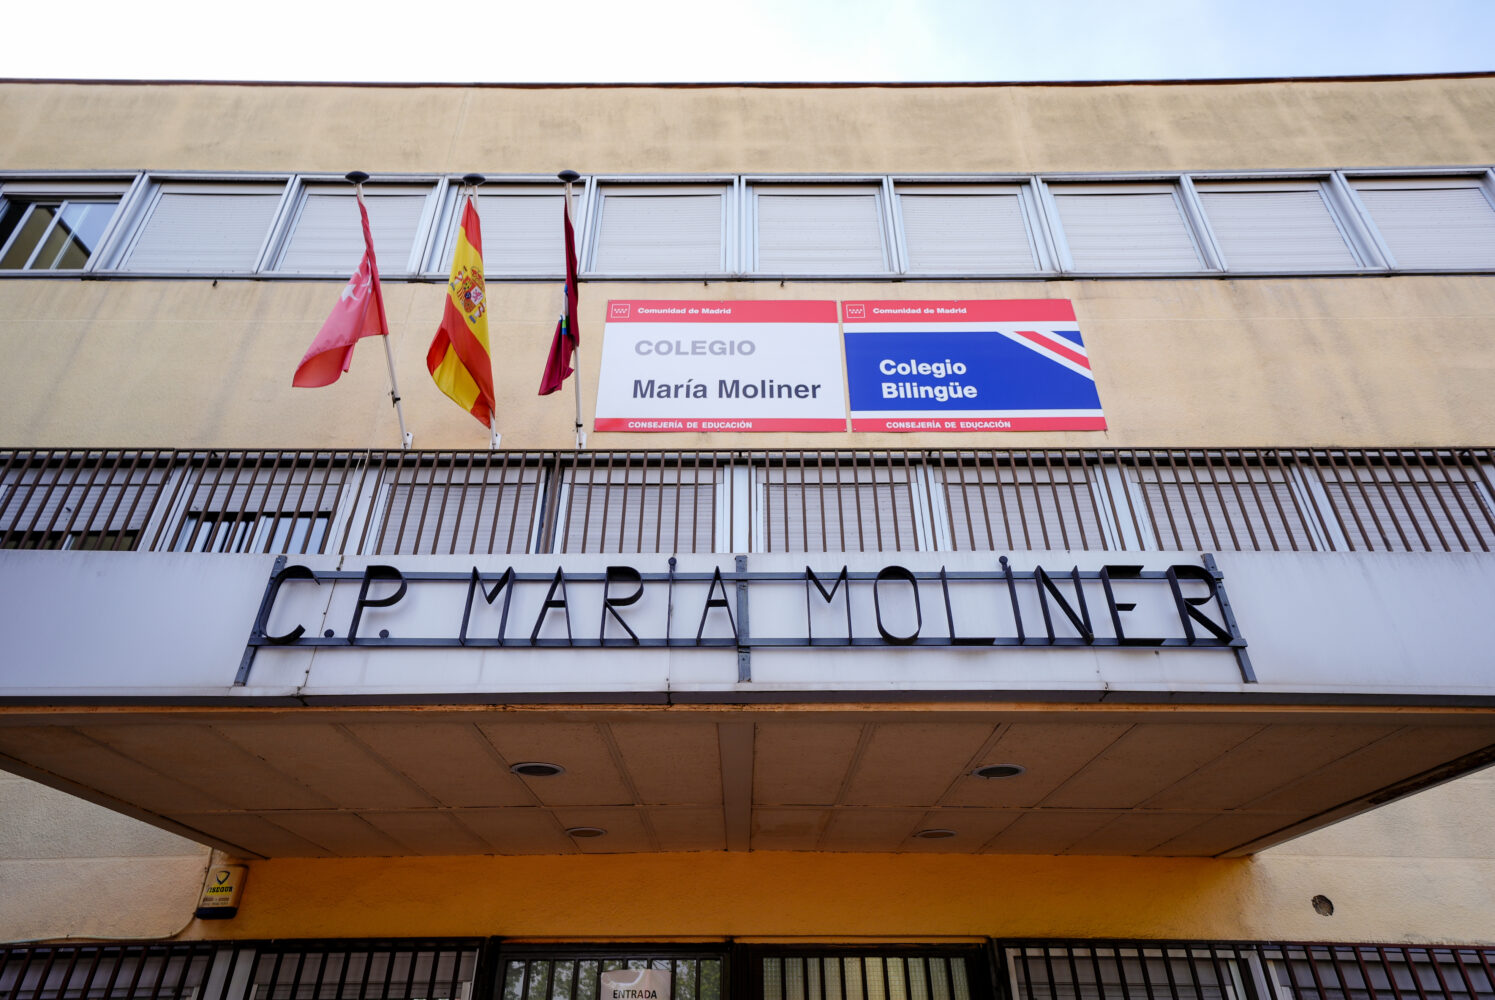 Comunidad de Madrid
COLEGIO
María Moliner
CONSEJERÍA DE EDUCACIÓN
Comunidad de Madrid
Colegio
Bilingüe
CONSEJERÍA DE EDUCACIÓN
C.P. MARÍA MOLINER
ENTRADA